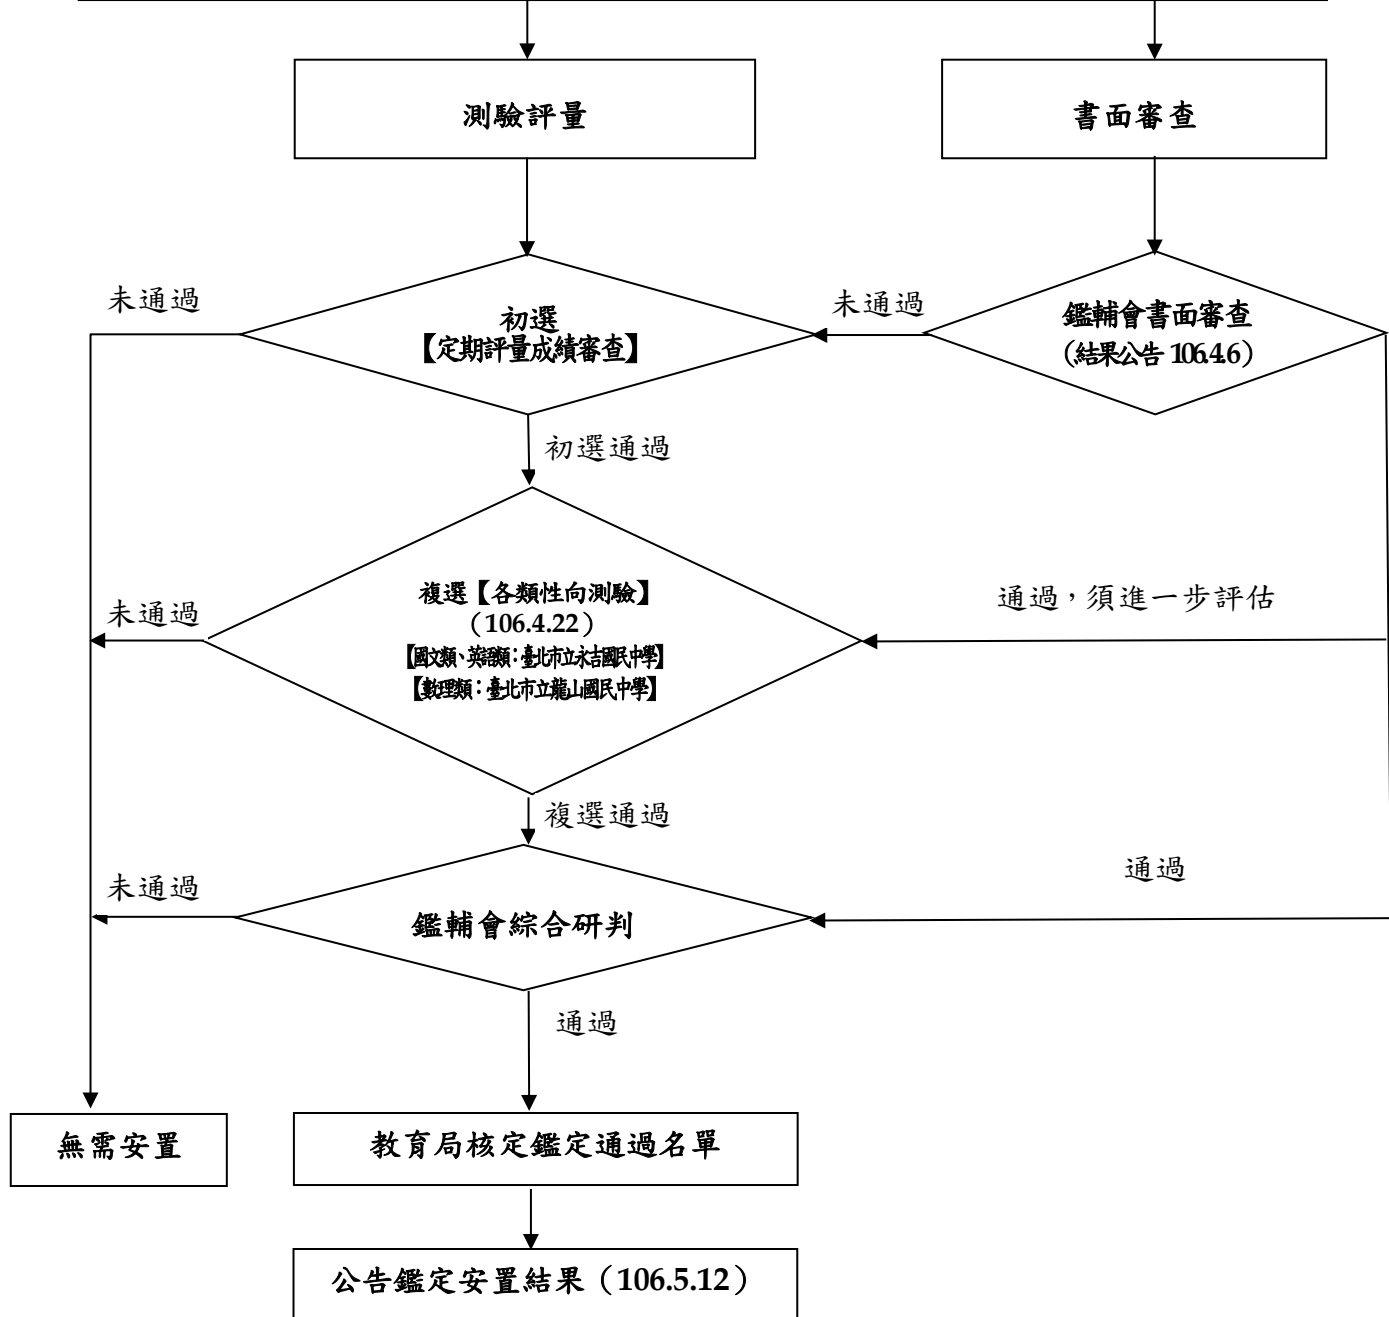 測驗評量
書面審查
未通過
初選
【定期評量成績審查】
未通過
鑑輔會書面審查
（結果公告 106.4.6）
初選通過
未通過
複選【各類性向測驗】
（106.4.22）
【國文類、英語類：臺北市立永吉國民中學】
【數理類：臺北市立龍山國民中學】
通過，須進一步評估
複選通過
未通過
鑑輔會綜合研判
通過
通過
無需安置
教育局核定鑑定通過名單
公告鑑定安置結果（106.5.12）